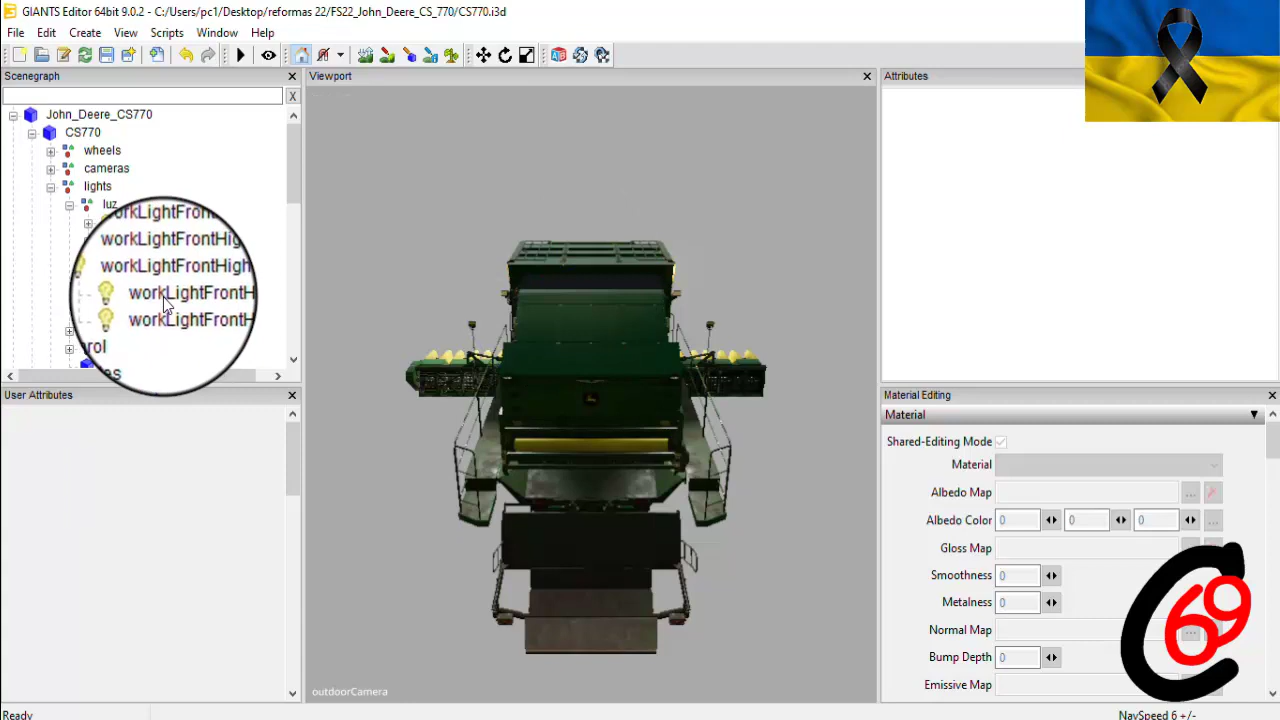 GIANTS Editor 64bit 9.0.2 - C:/Users/pc1/Desktop/reformas 22/FS22_John_Deere_CS_770/CS770.i3d
File Edit Create View Scripts Window Help
Scenegraph
X
John_Deere_CS770
CS770
wheels
cameras
lights
luz
workLightFrontHig
workLightFrontHigh
workLightFrontH
workLightFrontH
User Attributes
Ready
Viewport
outdoorCamera
Attributes
Material Editing
Material
Shared-Editing Mode
Material
Albedo Map ...
Albedo Color 0 0 0 ...
Gloss Map
Smoothness 0
Metalness 0
Normal Map ...
Bump Depth 0
Emissive Map
C69
NavSpeed 6 +/-